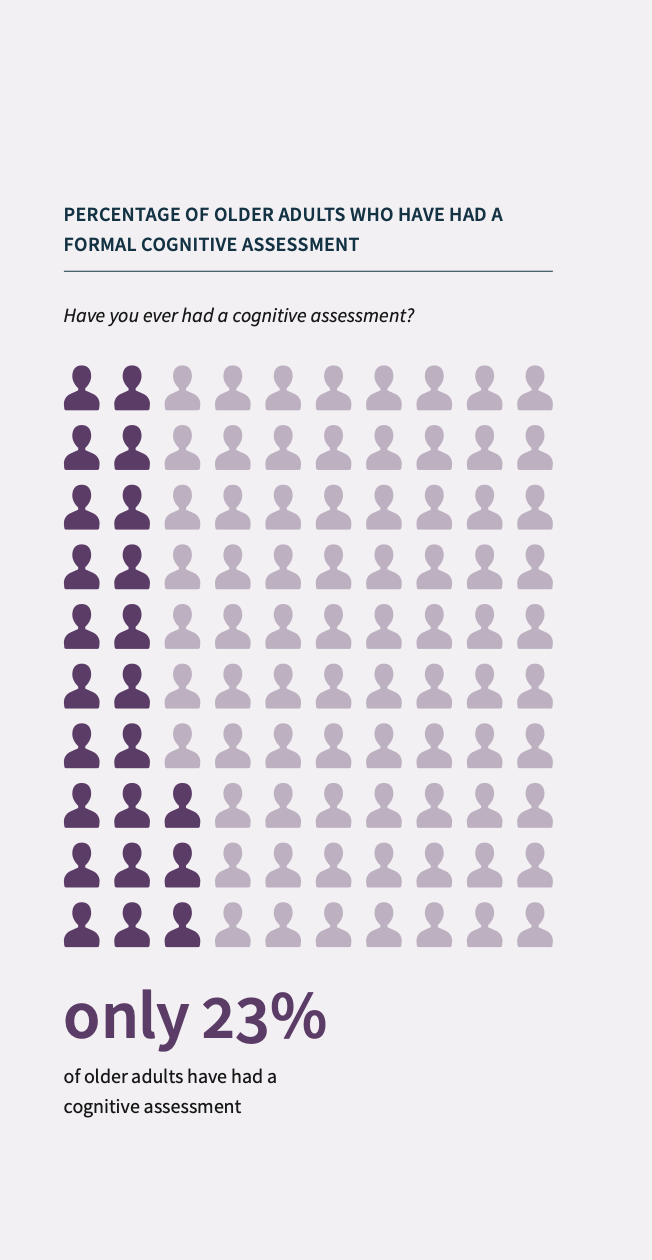 PERCENTAGE OF OLDER ADULTS WHO HAVE HAD A
FORMAL COGNITIVE ASSESSMENT
Have you ever had a cognitive assessment?
only 23%
of older adults have had a
cognitive assessment